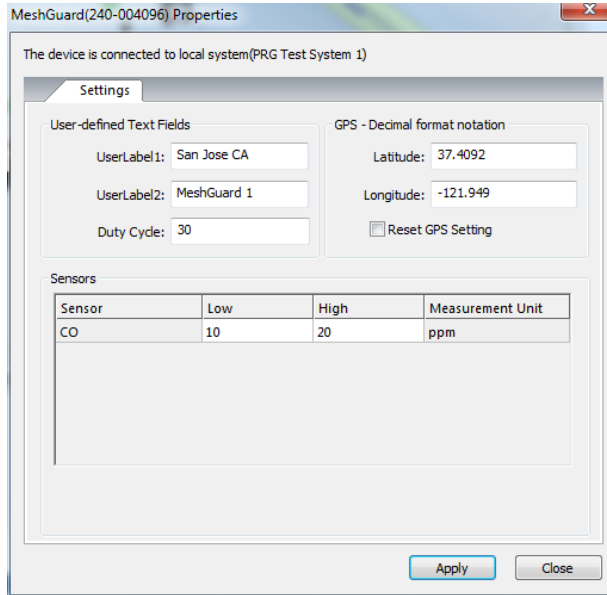 MeshGuard(240-004096) Properties
The device is connected to local system(PRG Test System 1)
Settings
User-defined Text Fields
UserLabel1: San Jose CA
UserLabel2: MeshGuard 1
Duty Cycle: 30
GPS - Decimal format notation
Latitude: 37.4092
Longitude: -121.949
Reset GPS Setting
Sensors
Sensor Low High Measurement Unit
CO 10 20 ppm
Apply Close